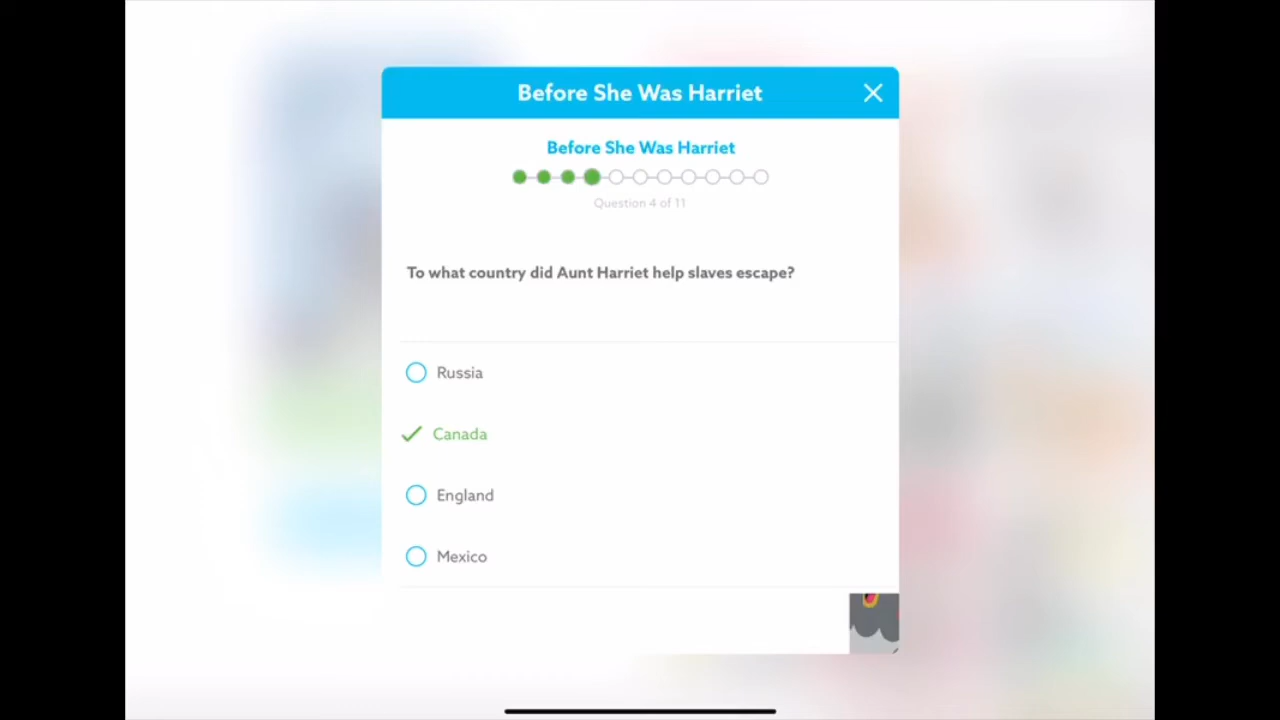 Before She Was Harriet
Before She Was Harriet
Question 4 of 11
To what country did Aunt Harriet help slaves escape?
Russia
Canada
England
Mexico